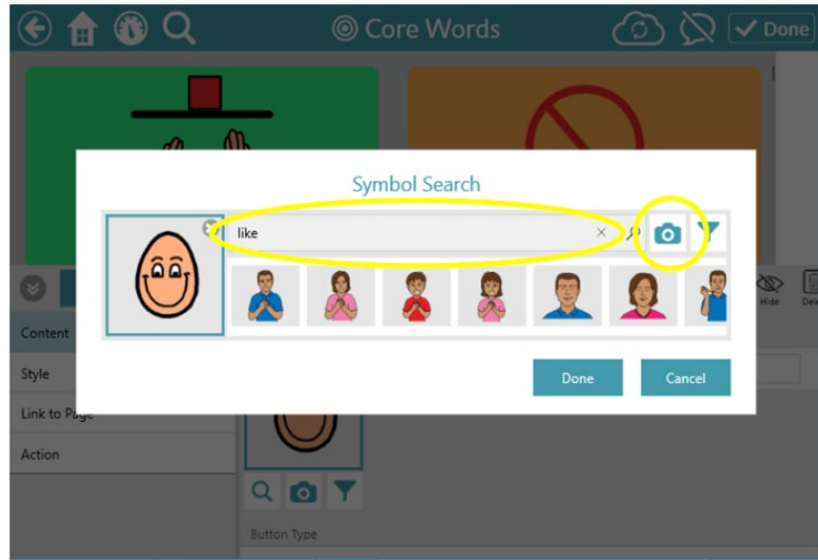 Core Words
Done
Symbol Search
like
Done
Cancel
Hide
Content
Style
Link to Page
Action
Button Type